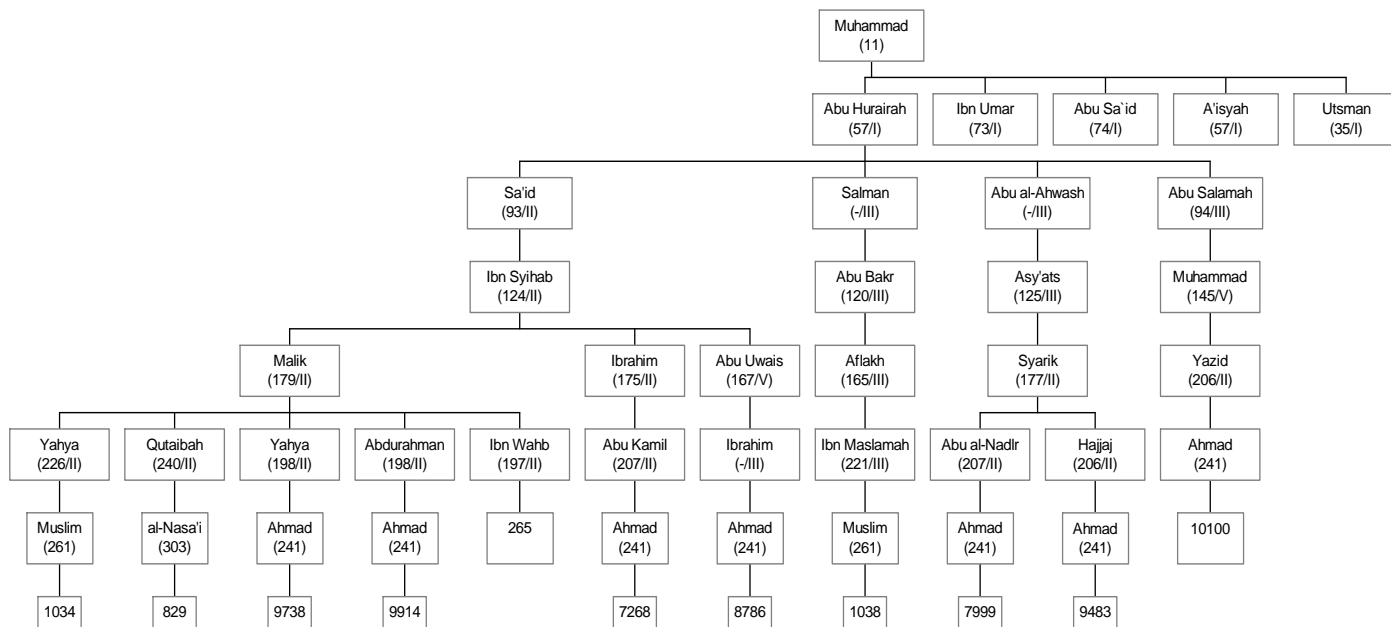 Muhammad
(11)
Abu Hurairah
(57/I)
Ibn Umar
(73/I)
Abu Sa`id
(74/I)
A'isyah
(57/I)
Utsman
(35/I)
Sa'id
(93/II)
Salman
(-/III)
Abu al-Ahwash
(-/III)
Abu Salamah
(94/III)
Ibn Syihab
(124/II)
Abu Bakr
(120/III)
Asy'ats
(125/III)
Muhammad
(145/V)
Malik
(179/II)
Ibrahim
(175/II)
Abu Uwais
(167/V)
Aflakh
(165/III)
Syarik
(177/II)
Yazid
(206/II)
Yahya
(226/II)
Qutaibah
(240/II)
Yahya
(198/II)
Abdurahman
(198/II)
Ibn Wahb
(197/II)
Abu Kamil
(207/II)
Ibrahim
(-/III)
Ibn Maslamah
(221/III)
Abu al-Nadlr
(207/II)
Hajjaj
(206/II)
Ahmad
(241)
Muslim
(261)
al-Nasa'i
(303)
Ahmad
(241)
Ahmad
(241)
265
Ahmad
(241)
Ahmad
(241)
Muslim
(261)
Ahmad
(241)
Ahmad
(241)
10100
1034
829
9738
9914
7268
8786
1038
7999
9483